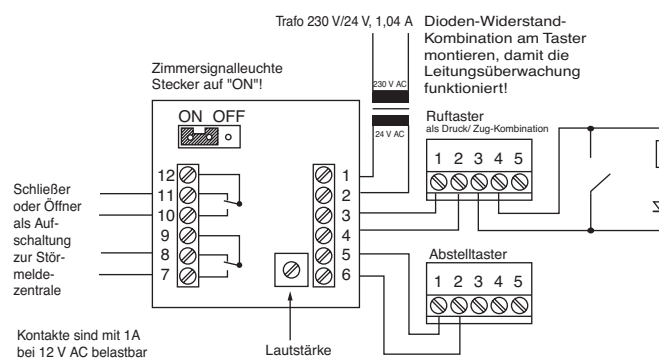 Trafo 230 V/24 V, 1,04 A
Dioden-Widerstand-
Kombination am Taster
montieren, damit die
Leitungsüberwachung
funktioniert!
Zimmersignalleuchte
Stecker auf "ON"!
230 V AC
24 V AC
ON OFF
Ruftaster
als Druck/ Zug-Kombination
1 2 3 4 5
12
11
10
9
8
7
1
2
3
4
5
6
Schließer
oder Öffner
als Auf-
schaltung
zur Stör-
melde-
zentrale
Abstelltaster
1 2 3 4 5
Kontakte sind mit 1A
bei 12 V AC belastbar
Lautstärke